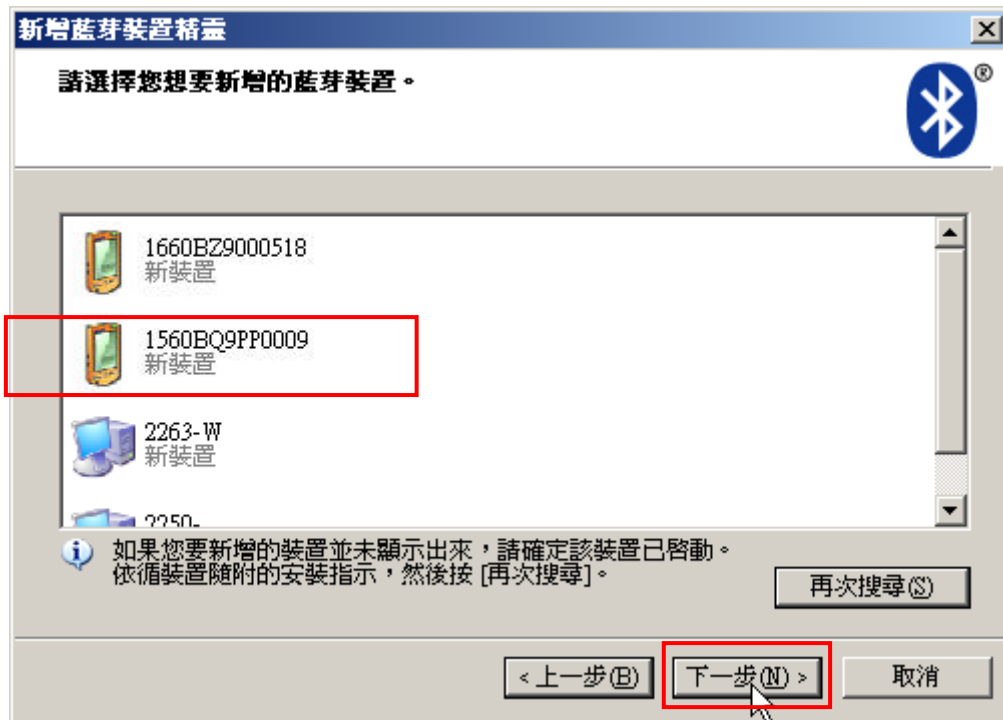 新增藍芽裝置精靈
請選擇您想要新增的藍芽裝置。
®
1660BZ9000518
新裝置
1560BQ9PP0009
新裝置
2263-W
新裝置
2250-
如果您要新增的裝置並未顯示出來，請確定該裝置已啟動。
依循裝置隨附的安裝指示，然後按 [再次搜尋]。
再次搜尋(S)
< 上一步(B)
下一步(N) >
取消